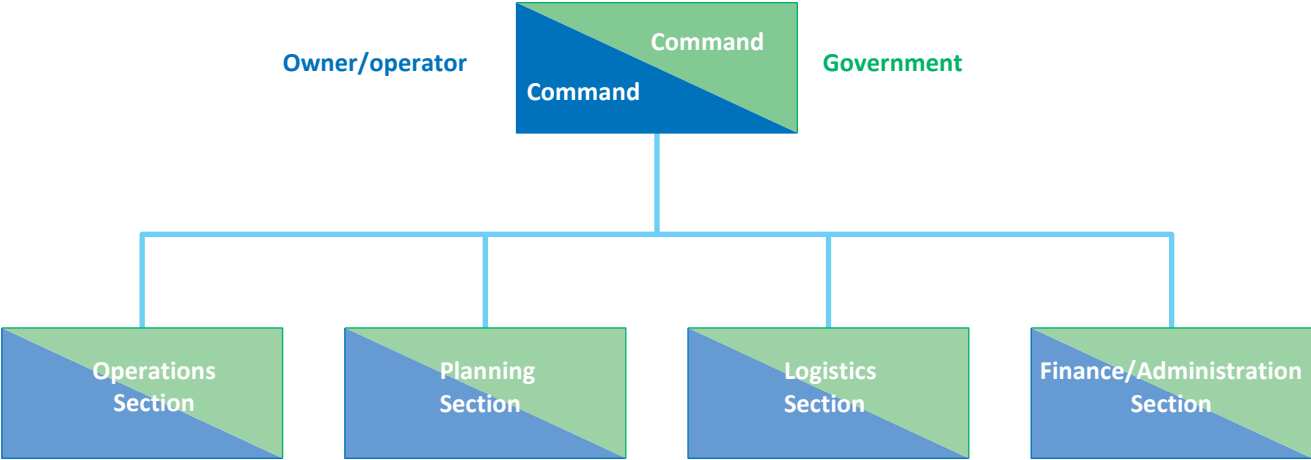 Command
Owner/operator
Government
Command
Operations
Section
Planning
Section
Logistics
Section
Finance/Administration
Section